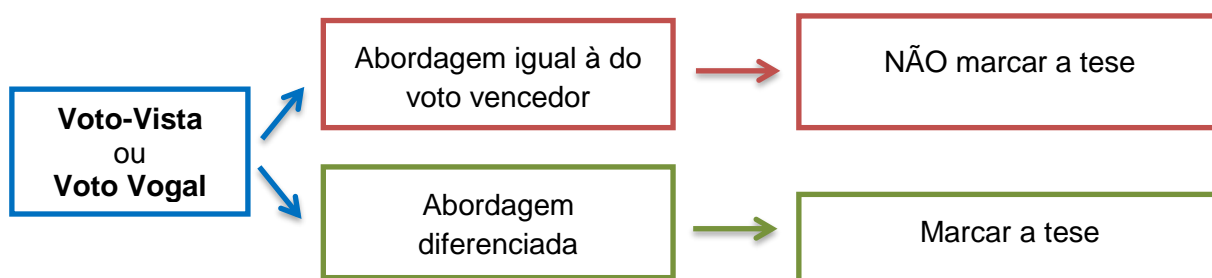 Voto-Vista
ou
Voto Vogal
Abordagem igual à do
voto vencedor
NÃO marcar a tese
Abordagem
diferenciada
Marcar a tese